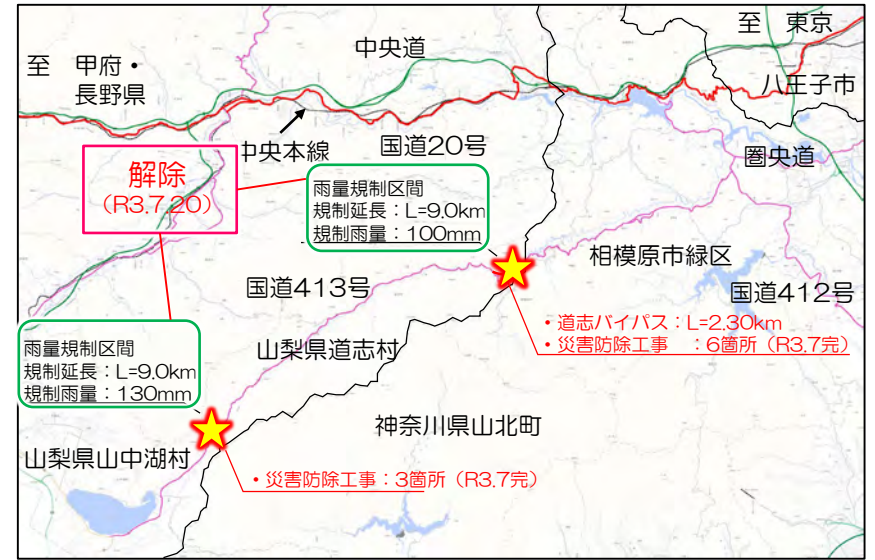 至 東京
中央道
至 甲府・
長野県
八王子市
中央本線
国道20号
圏央道
解除
(R3.7.20)
雨量規制区間
規制延長：L=9.0km
規制雨量：100mm
相模原市緑区
国道413号
国道412号
・道志バイパス：L=2.30km
・災害防除工事 ：6箇所（R3.7完）
山梨県道志村
雨量規制区間
規制延長：L=9.0km
規制雨量：130mm
神奈川県山北町
山梨県山中湖村
・災害防除工事：3箇所（R3.7完）